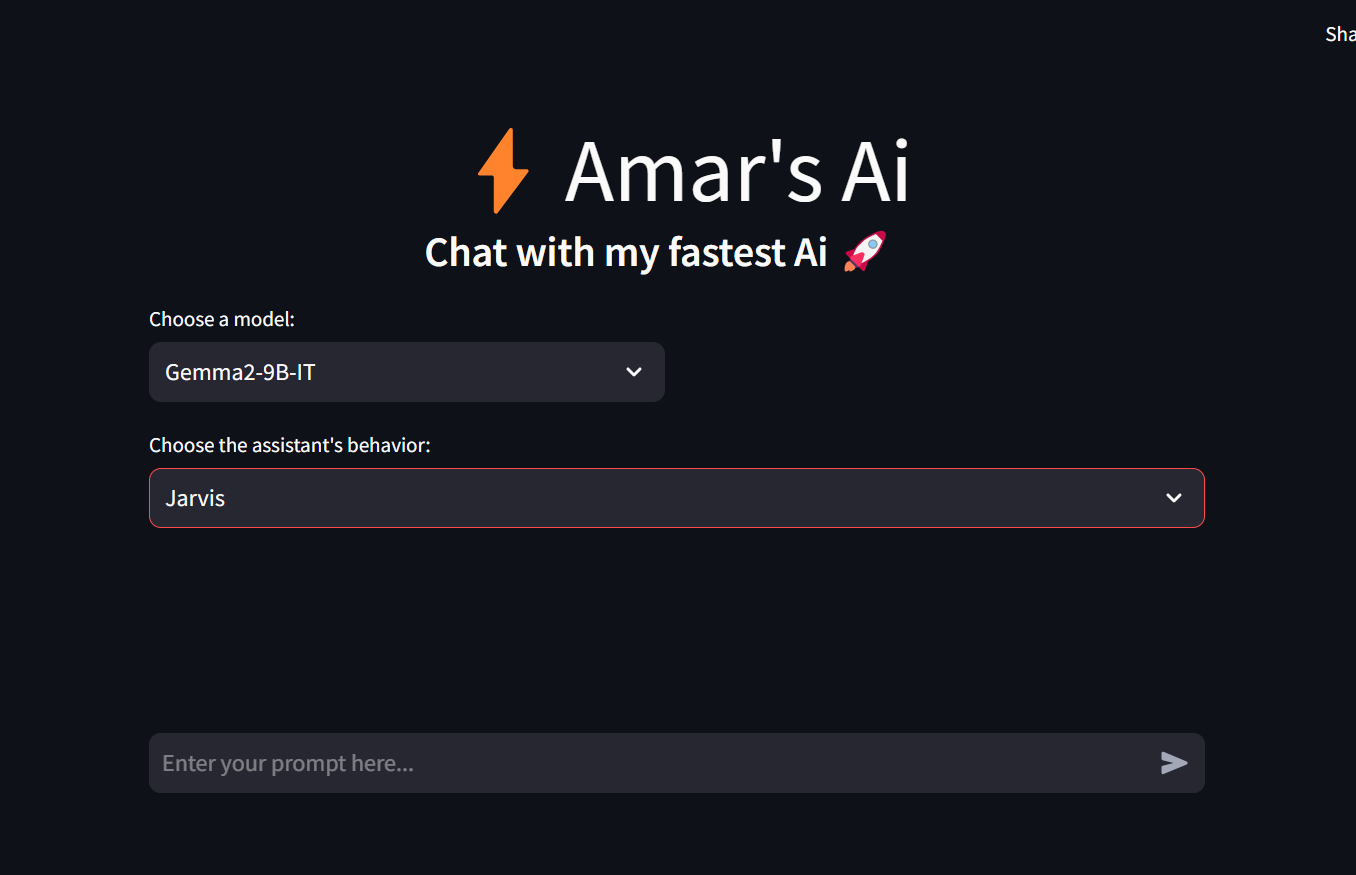 Sha
Amar's Ai
Chat with my fastest Ai
Choose a model:
Gemma2-9B-IT
Choose the assistant's behavior:
Jarvis
Enter your prompt here...